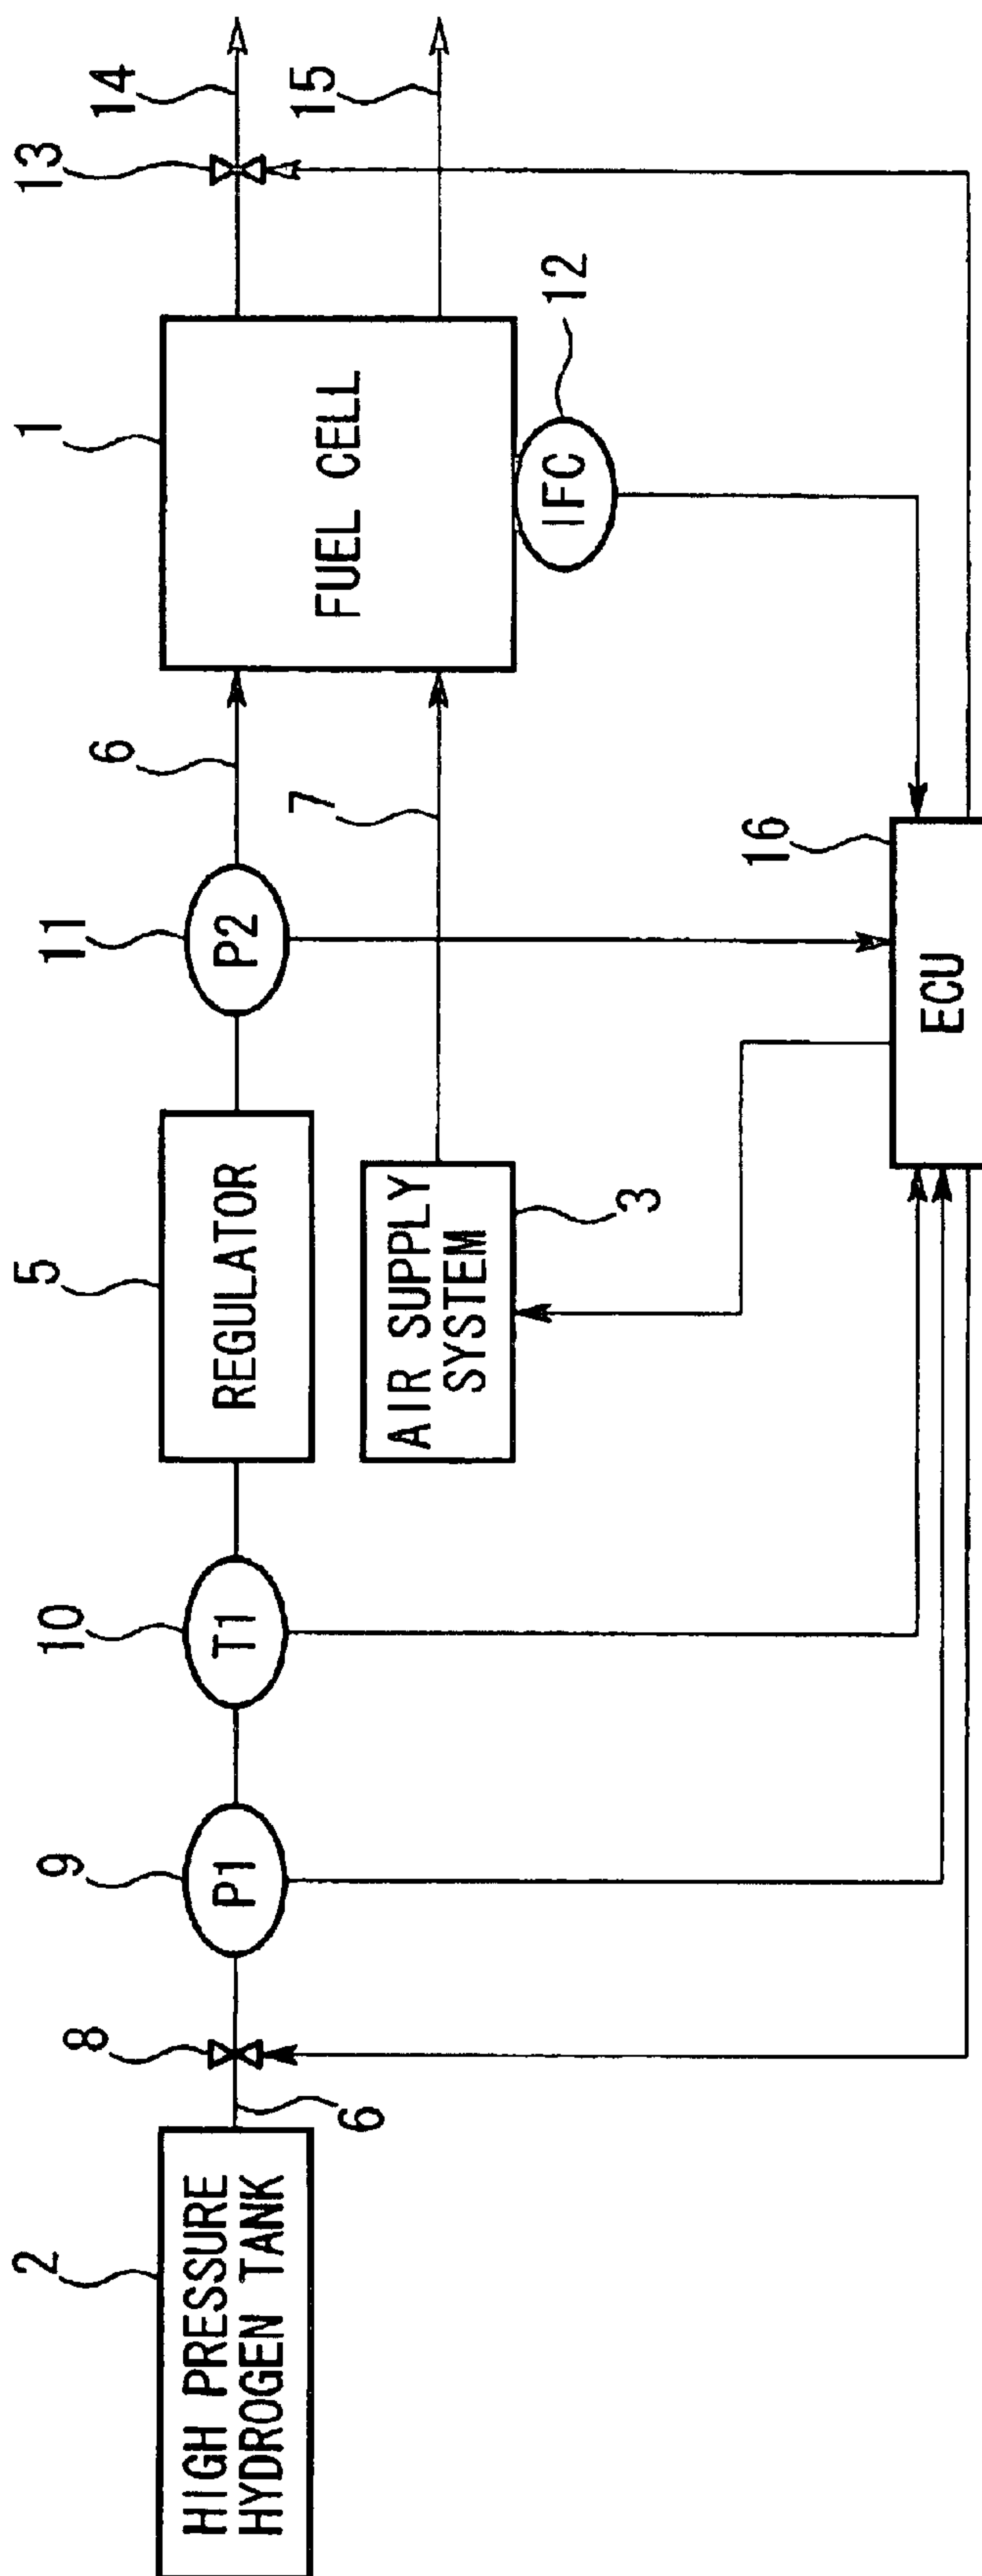 2
HIGH PRESSURE
HYDROGEN TANK
6
8
9
P1
10
T1
5
REGULATOR
3
AIR SUPPLY
SYSTEM
11
P2
6
7
16
ECU
1
FUEL CELL
12
IFC
13
14
15